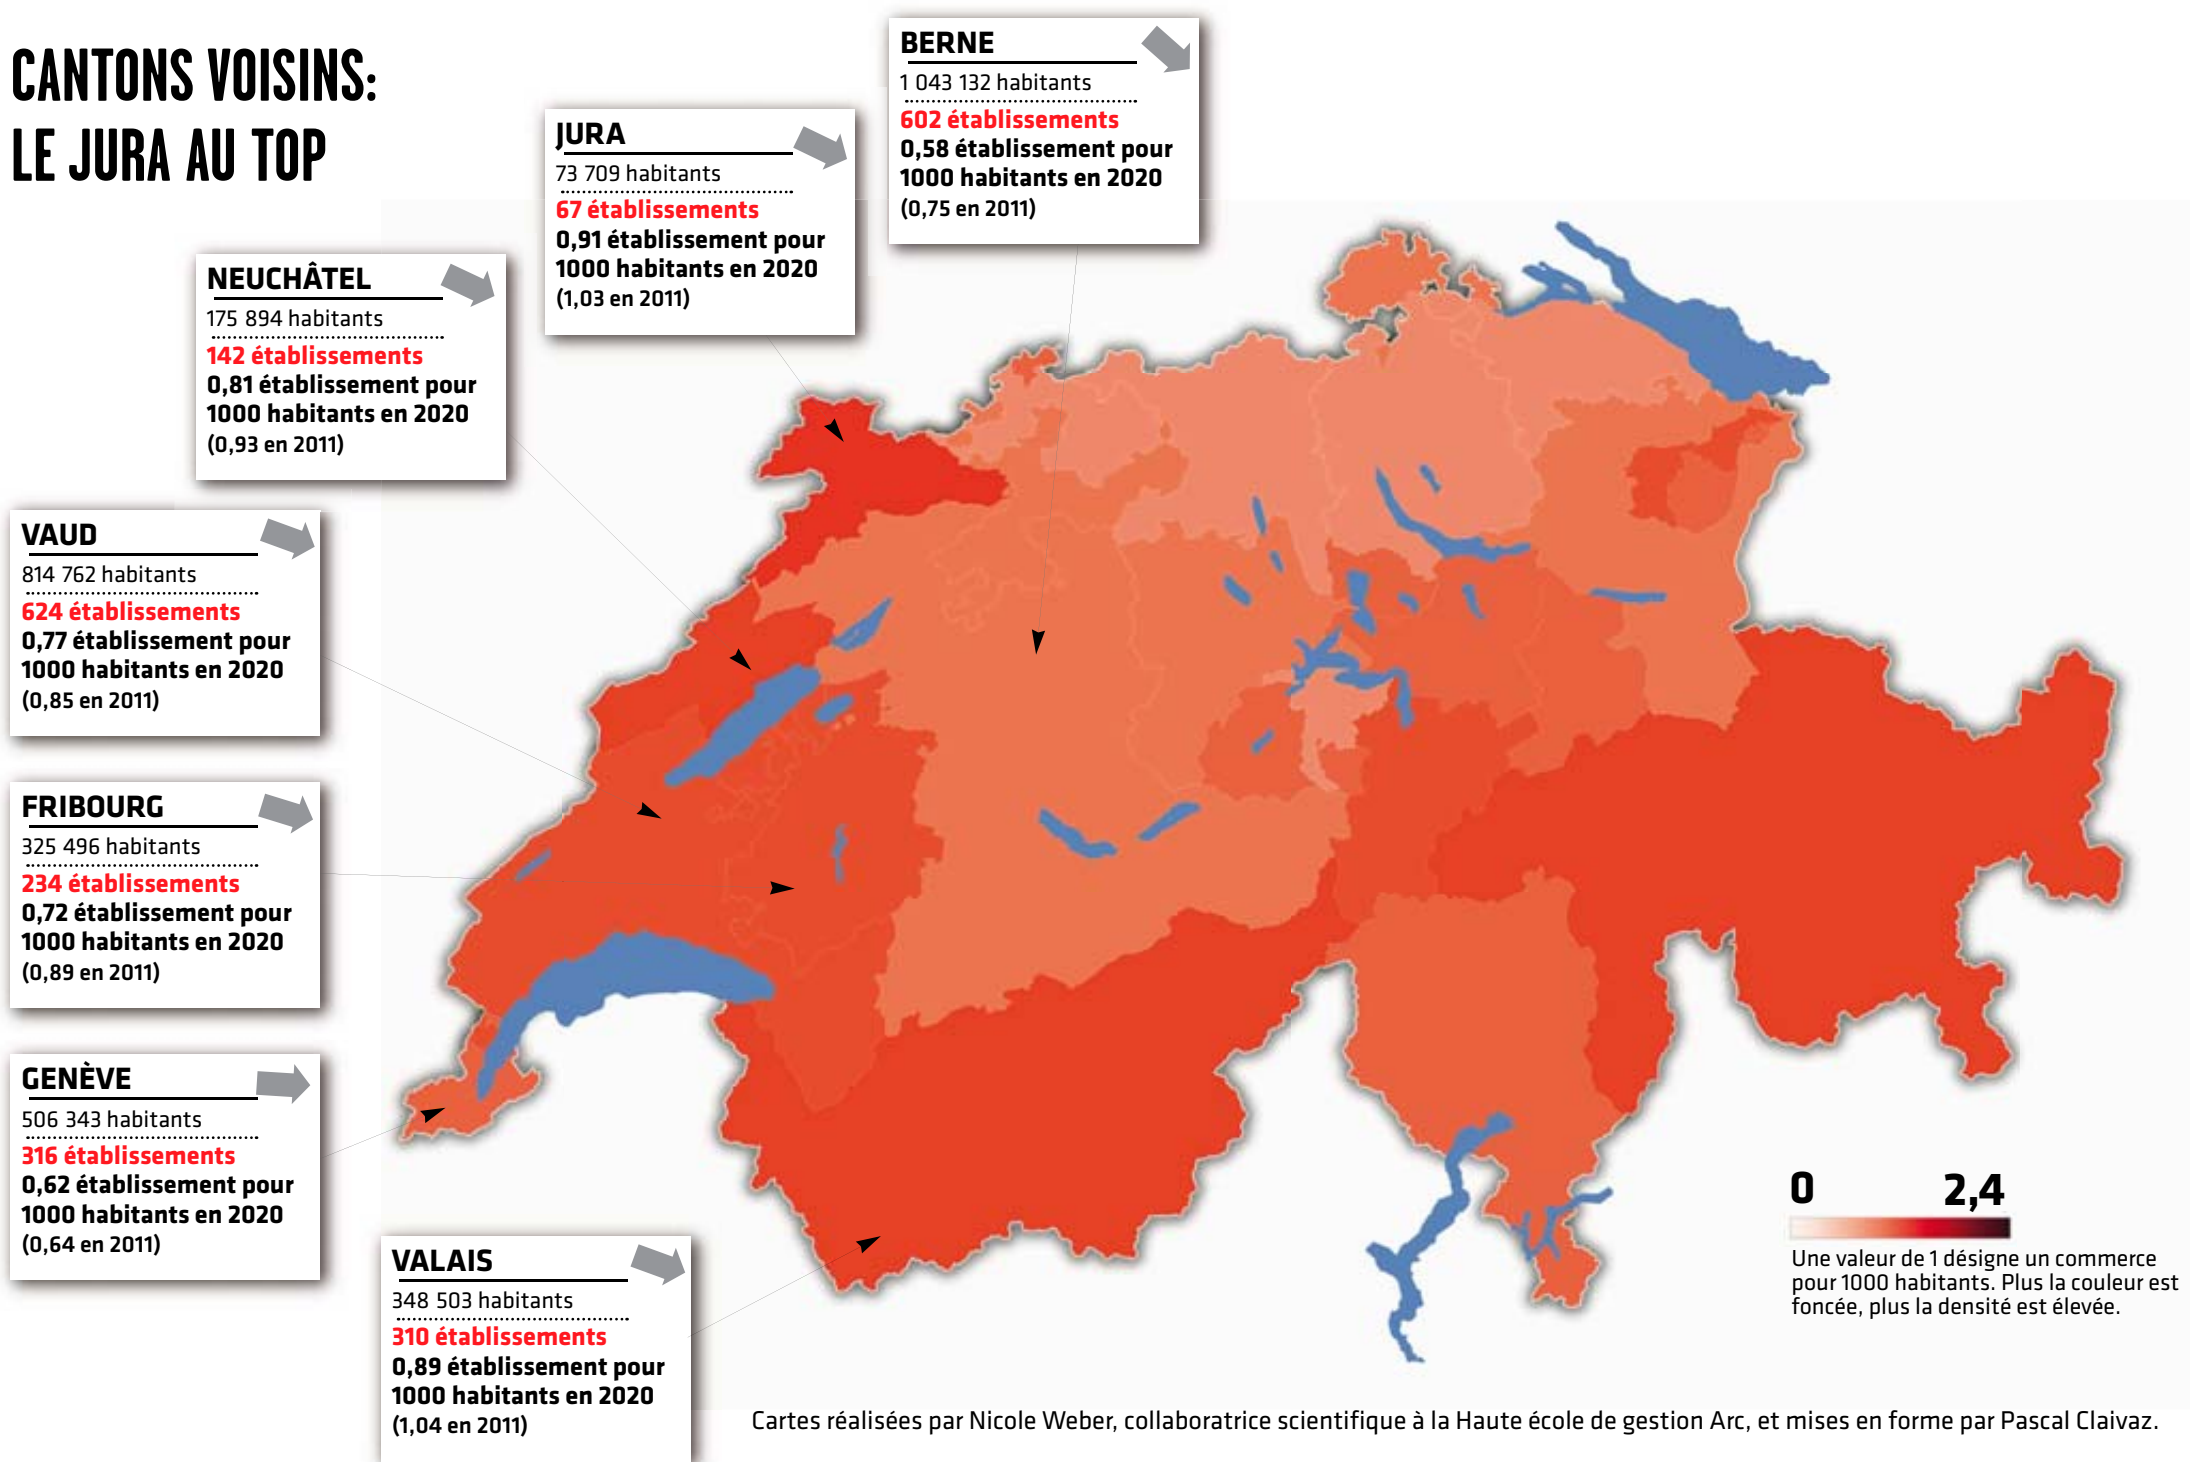 CANTONS VOISINS:
LE JURA AU TOP
BERNE
1 043 132 habitants
602 établissements
0,58 établissement pour
1000 habitants en 2020
(0,75 en 2011)
JURA
73 709 habitants
67 établissements
0,91 établissement pour
1000 habitants en 2020
(1,03 en 2011)
NEUCHÂTEL
175 894 habitants
142 établissements
0,81 établissement pour
1000 habitants en 2020
(0,93 en 2011)
VAUD
814 762 habitants
624 établissements
0,77 établissement pour
1000 habitants en 2020
(0,85 en 2011)
FRIBOURG
325 496 habitants
234 établissements
0,72 établissement pour
1000 habitants en 2020
(0,89 en 2011)
GENÈVE
506 343 habitants
316 établissements
0,62 établissement pour
1000 habitants en 2020
(0,64 en 2011)
VALAIS
348 503 habitants
310 établissements
0,89 établissement pour
1000 habitants en 2020
(1,04 en 2011)
0 2,4
Une valeur de 1 désigne un commerce
pour 1000 habitants. Plus la couleur est
foncée, plus la densité est élevée.
Cartes réalisées par Nicole Weber, collaboratrice scientifique à la Haute école de gestion Arc, et mises en forme par Pascal Claivaz.